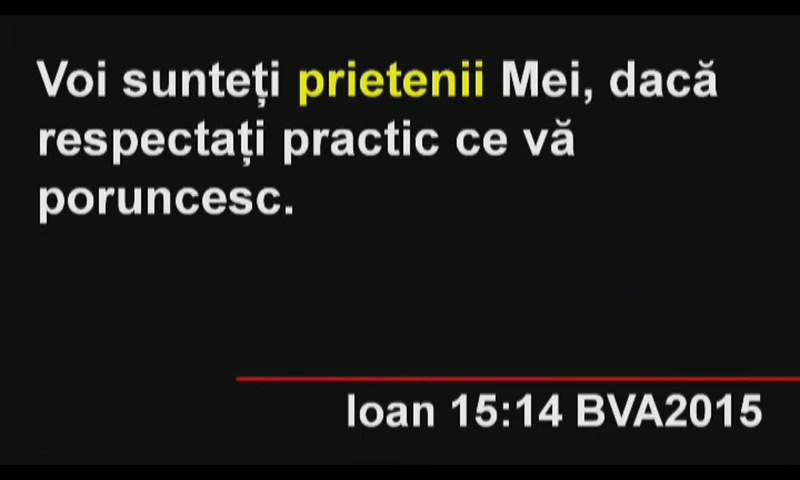 Voi sunteți prietenii Mei, dacă
respectați practic ce vă
poruncesc.
Ioan 15:14 BVA2015